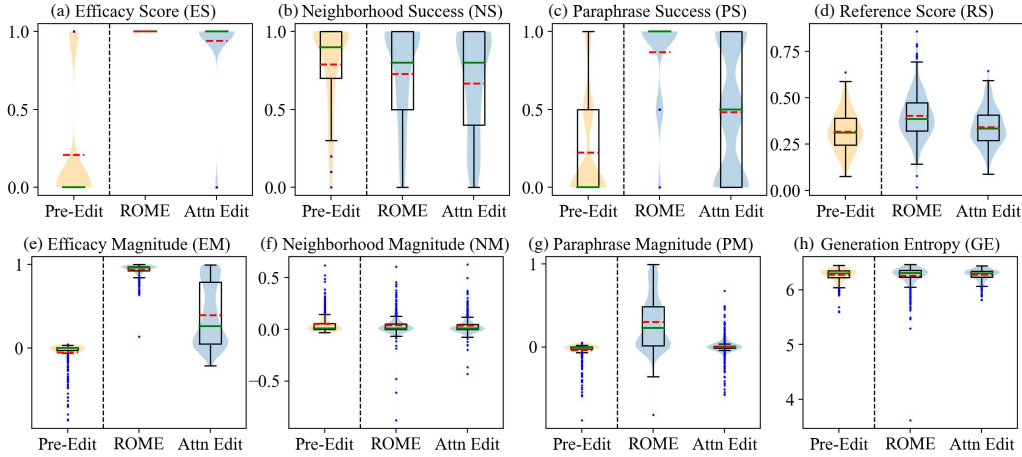 (a) Efficacy Score (ES)
1.0
0.5
0.0
Pre-Edit ROME Attn Edit
(b) Neighborhood Success (NS)
1.0
0.5
0.0
Pre-Edit ROME Attn Edit
(c) Paraphrase Success (PS)
1.0
0.5
0.0
Pre-Edit ROME Attn Edit
(d) Reference Score (RS)
0.75
0.50
0.25
0.00
Pre-Edit ROME Attn Edit
(e) Efficacy Magnitude (EM)
1
0
Pre-Edit ROME Attn Edit
(f) Neighborhood Magnitude (NM)
0.5
0.0
−0.5
Pre-Edit ROME Attn Edit
(g) Paraphrase Magnitude (PM)
1
0
Pre-Edit ROME Attn Edit
(h) Generation Entropy (GE)
6
5
4
Pre-Edit ROME Attn Edit